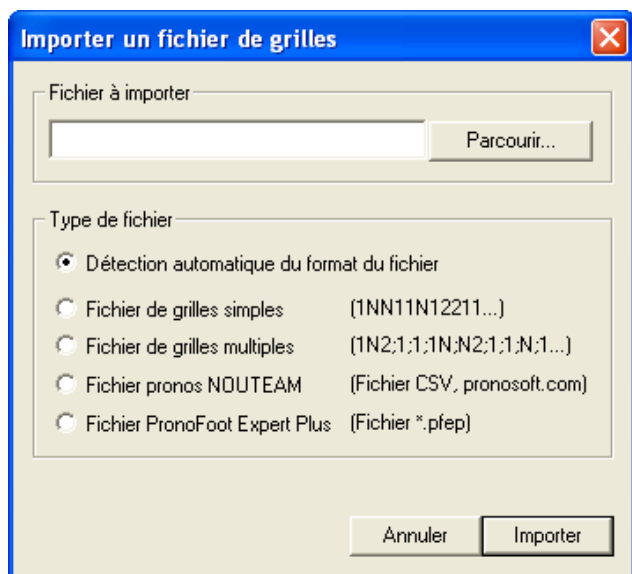 Importer un fichier de grilles
Fichier à importer
Parcourir...
Type de fichier
Détection automatique du format du fichier
Fichier de grilles simples (1NN11N12211...)
Fichier de grilles multiples (1N2;1;1;1N;N2;1;1;N;1...)
Fichier pronos NOUTEAM (Fichier CSV, pronosoft.com)
Fichier PronoFoot Expert Plus (Fichier *.pfep)
Annuler Importer